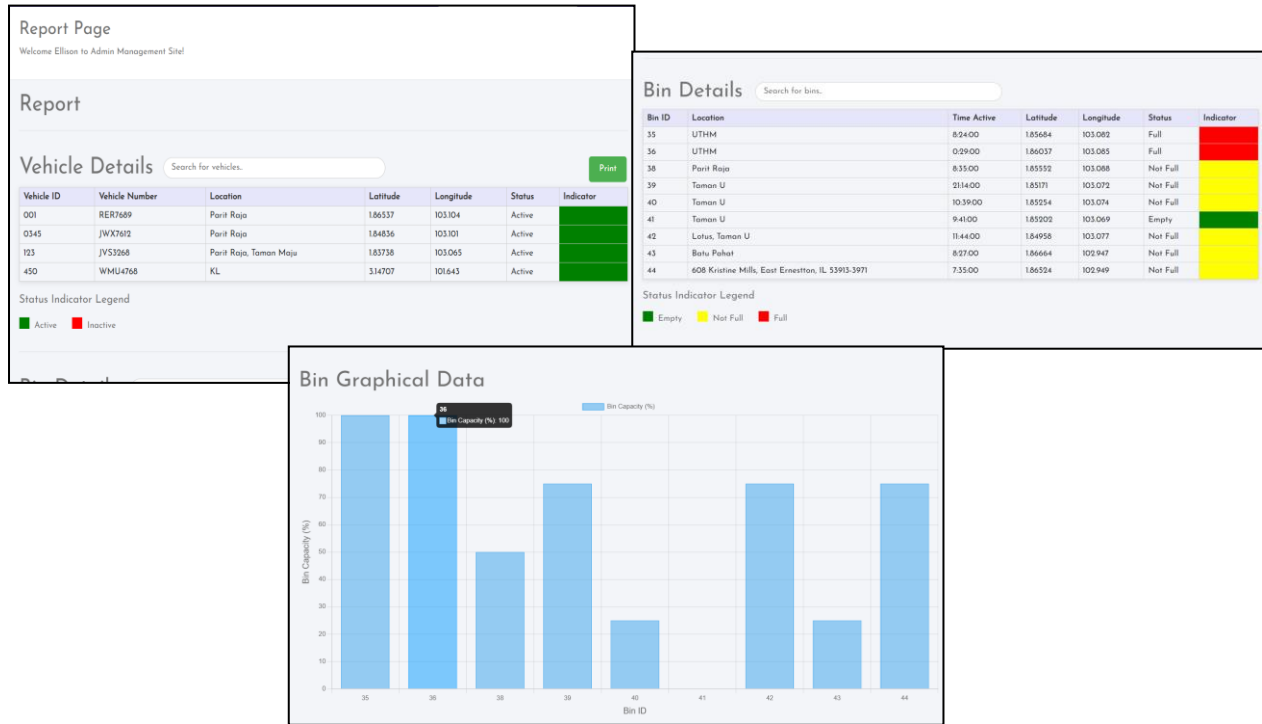 Report Page
Welcome Ellison to Admin Management Site!
Report
Vehicle Details Search for vehicles.. Print
Vehicle ID Vehicle Number Location Latitude Longitude Status Indicator
001 RER7689 Parit Raja 1.86537 103.104 Active
0345 JWX7612 Parit Raja 1.84836 103.101 Active
123 JVS3268 Parit Raja, Taman Maju 1.83738 103.065 Active
450 WMU4768 KL 3.14707 101.643 Active
Status Indicator Legend
Active Inactive
Bin Details Search for bins..
Bin ID Location Time Active Latitude Longitude Status Indicator
35 UTHM 8:24:00 1.85684 103.082 Full
36 UTHM 0:29:00 1.86037 103.085 Full
38 Parit Raja 8:35:00 1.85552 103.088 Not Full
39 Taman U 21:14:00 1.85171 103.072 Not Full
40 Taman U 10:39:00 1.85254 103.074 Not Full
41 Taman U 9:41:00 1.85202 103.069 Empty
42 Lotus, Taman U 11:44:00 1.84958 103.077 Not Full
43 Batu Pahat 8:27:00 1.86664 102.947 Not Full
44 608 Kristine Mills, East Ernestton, IL 53913-3971 7:35:00 1.86524 102.949 Not Full
Status Indicator Legend
Empty Not Full Full
Bin Graphical Data
Bin Capacity (%)
36
Bin Capacity (%): 100
100
90
80
70
60
50
40
30
20
10
0
Bin Capacity (%)
35 36 38 39 40 41 42 43 44
Bin ID